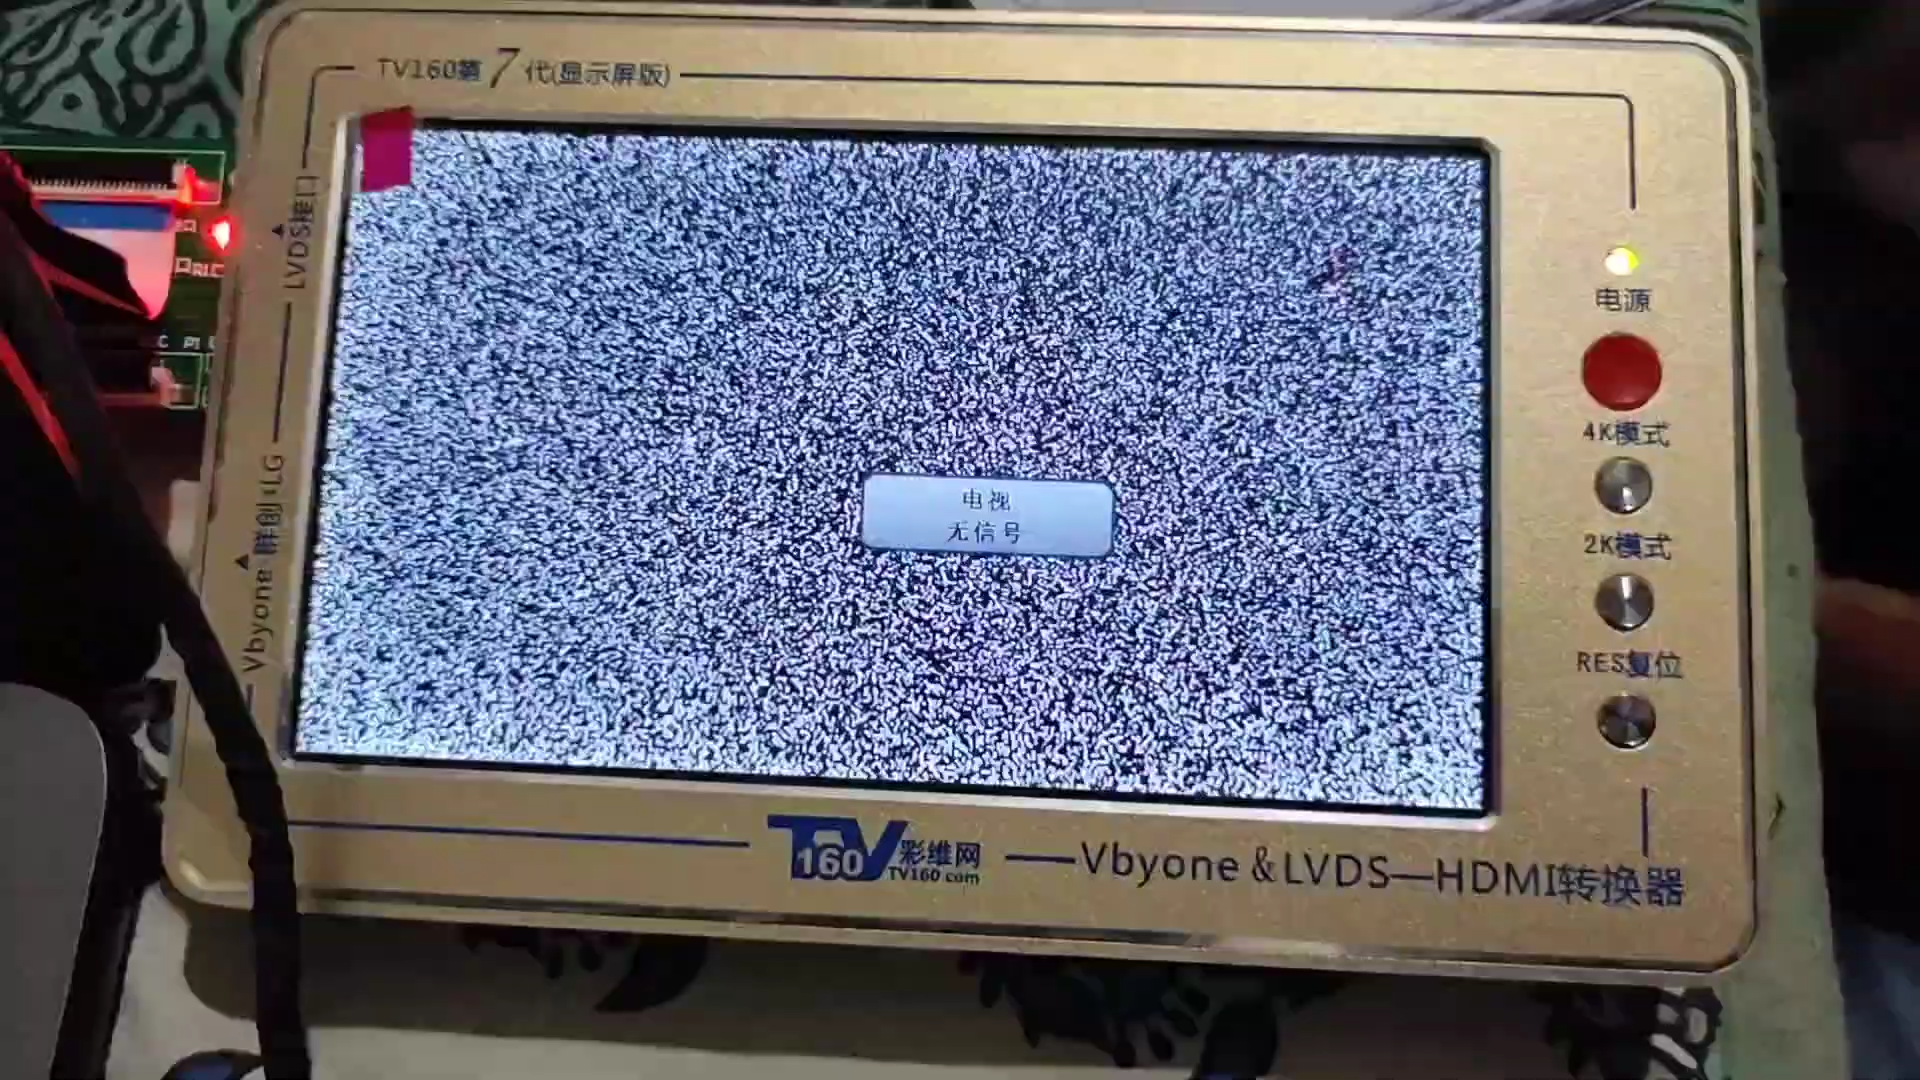 TV160第7代(显示屏版)
LVDS接口
Vbyone 群创·LG
电源
4K模式
2K模式
RES复位
电视
无信号
TV160 彩维网
TV160.com
Vbyone&LVDS—HDMI转换器